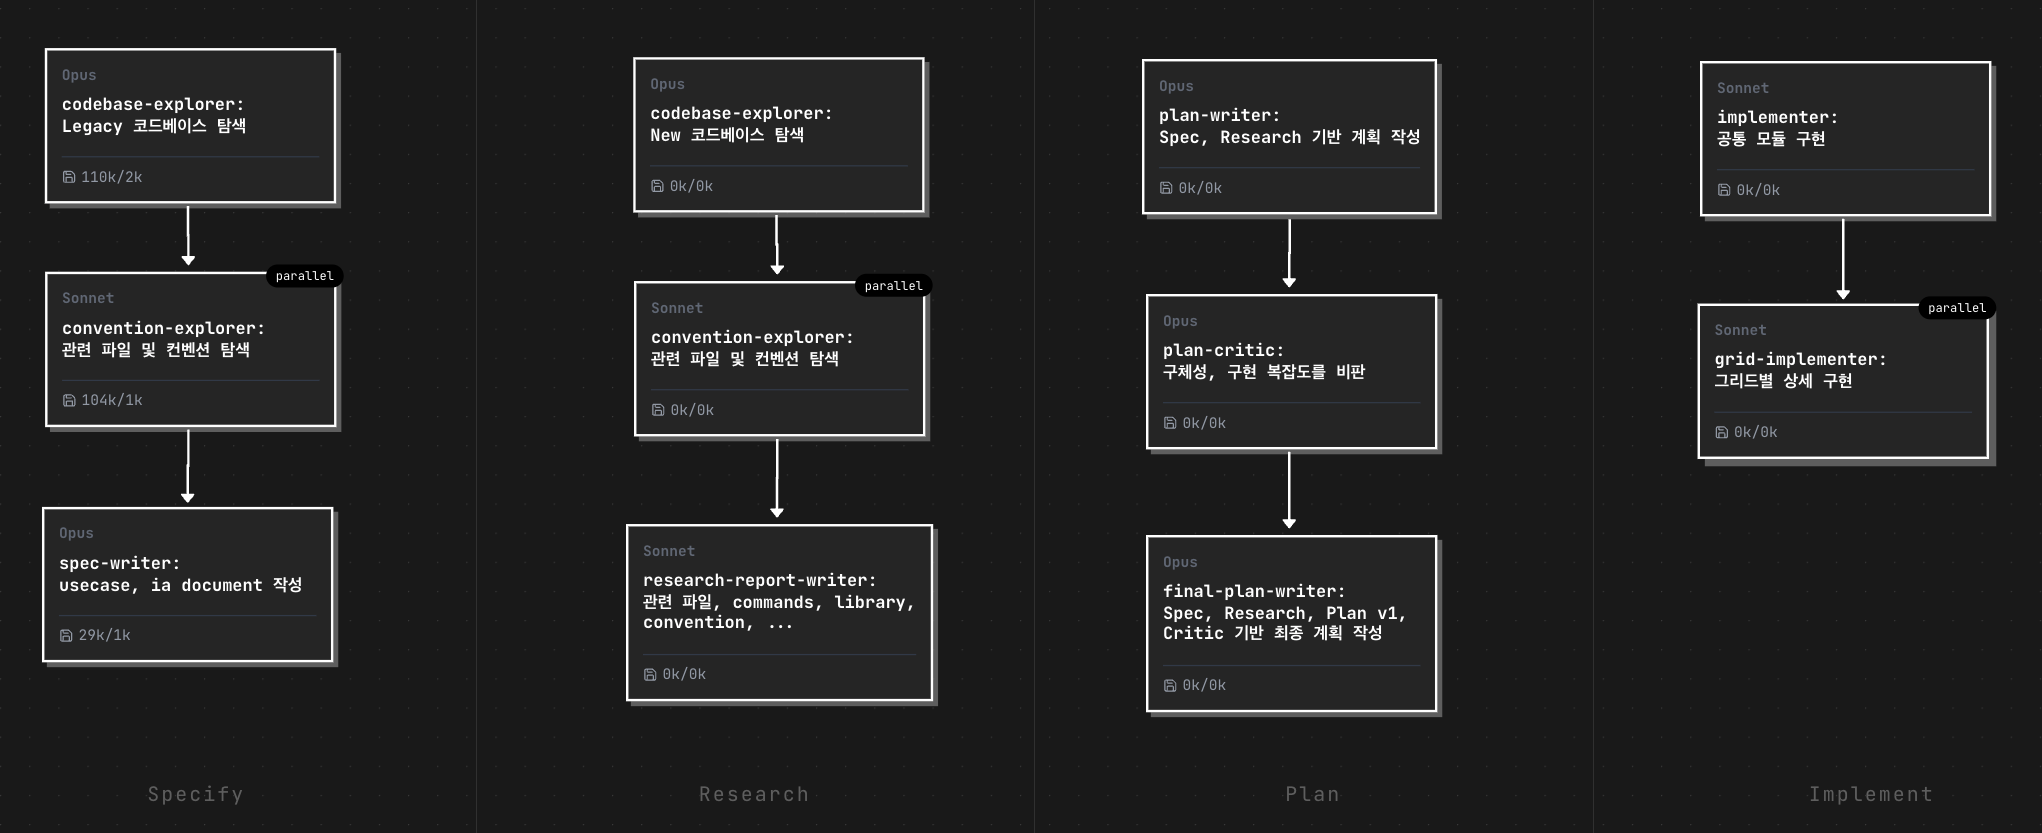 Opus
codebase-explorer:
Legacy 코드베이스 탐색
110k/2k
parallel
Sonnet
convention-explorer:
관련 파일 및 컨벤션 탐색
104k/1k
Opus
spec-writer:
usecase, ia document 작성
29k/1k
Specify
Opus
codebase-explorer:
New 코드베이스 탐색
0k/0k
parallel
Sonnet
convention-explorer:
관련 파일 및 컨벤션 탐색
0k/0k
Sonnet
research-report-writer:
관련 파일, commands, library,
convention, ...
0k/0k
Research
Opus
plan-writer:
Spec, Research 기반 계획 작성
0k/0k
Opus
plan-critic:
구체성, 구현 복잡도를 비판
0k/0k
Opus
final-plan-writer:
Spec, Research, Plan v1,
Critic 기반 최종 계획 작성
0k/0k
Plan
Sonnet
implementer:
공통 모듈 구현
0k/0k
parallel
Sonnet
grid-implementer:
그리드별 상세 구현
0k/0k
Implement